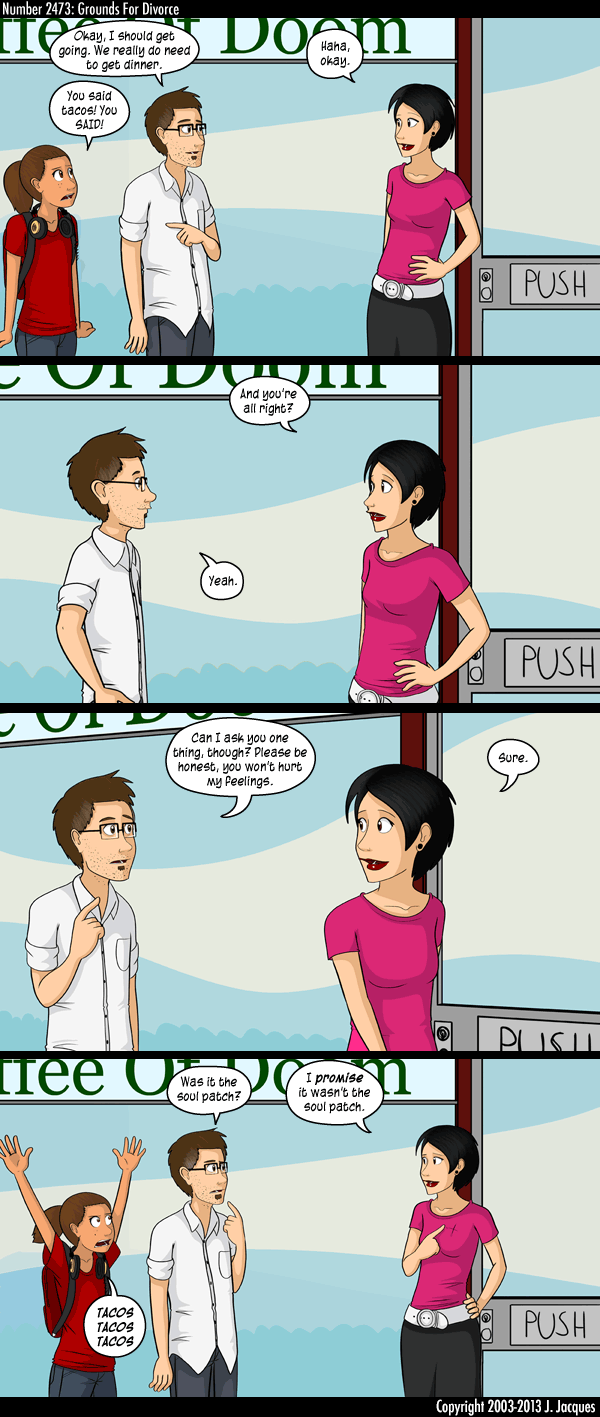 Number 2473: Grounds For Divorce
ffee Of Doom
Okay, I should get
going. We really do need
to get dinner.
Haha,
okay.
You said
tacos! You
SAID!
PUSH
e Of Doom
And you're
all right?
Yeah.
PUSH
e Of Doo
Can I ask you one
thing, though? Please be
honest, you won't hurt
my feelings.
Sure.
PUSH
ffee Of Doom
Was it the
soul patch?
I promise
it wasn't the
soul patch.
TACOS
TACOS
TACOS
PUSH
Copyright 2003-2013 J. Jacques